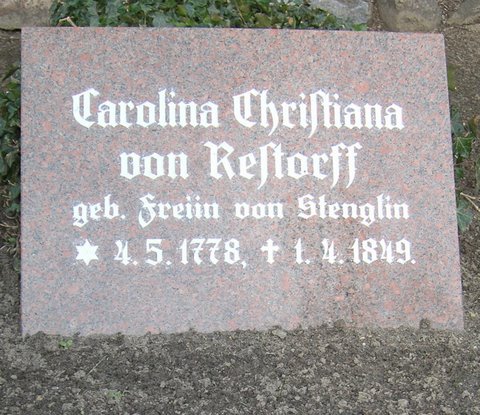 Carolina Chriſtiana
von Reſtorff
geb. Freiin von Stenglin
✡ 4. 5. 1778, ✝ 1. 4. 1849.